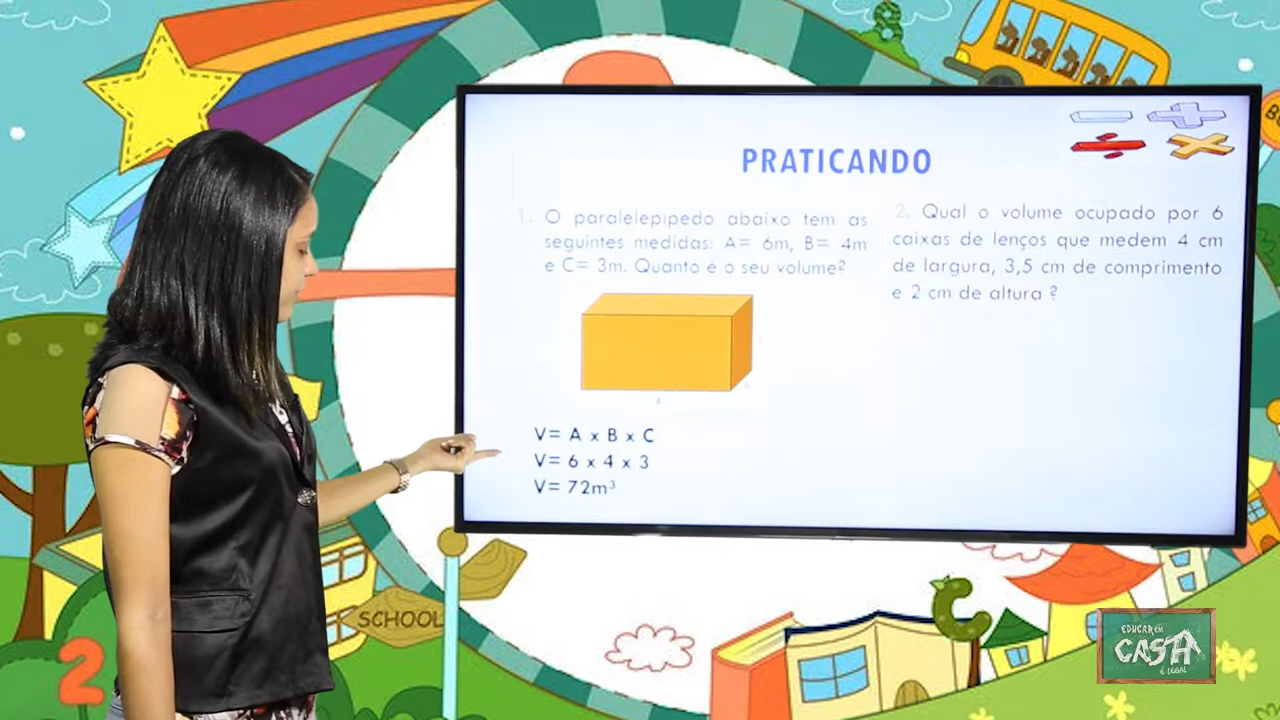 PRATICANDO
1. O paralelepípedo abaixo tem as
seguintes medidas: A= 6m, B= 4m
e C= 3m. Quanto é o seu volume?
V= A x B x C
V= 6 x 4 x 3
V= 72m³
2. Qual o volume ocupado por 6
caixas de lenços que medem 4 cm
de largura, 3,5 cm de comprimento
e 2 cm de altura ?
SCHOOL
2
EDUCAR EM
CASA
É LEGAL